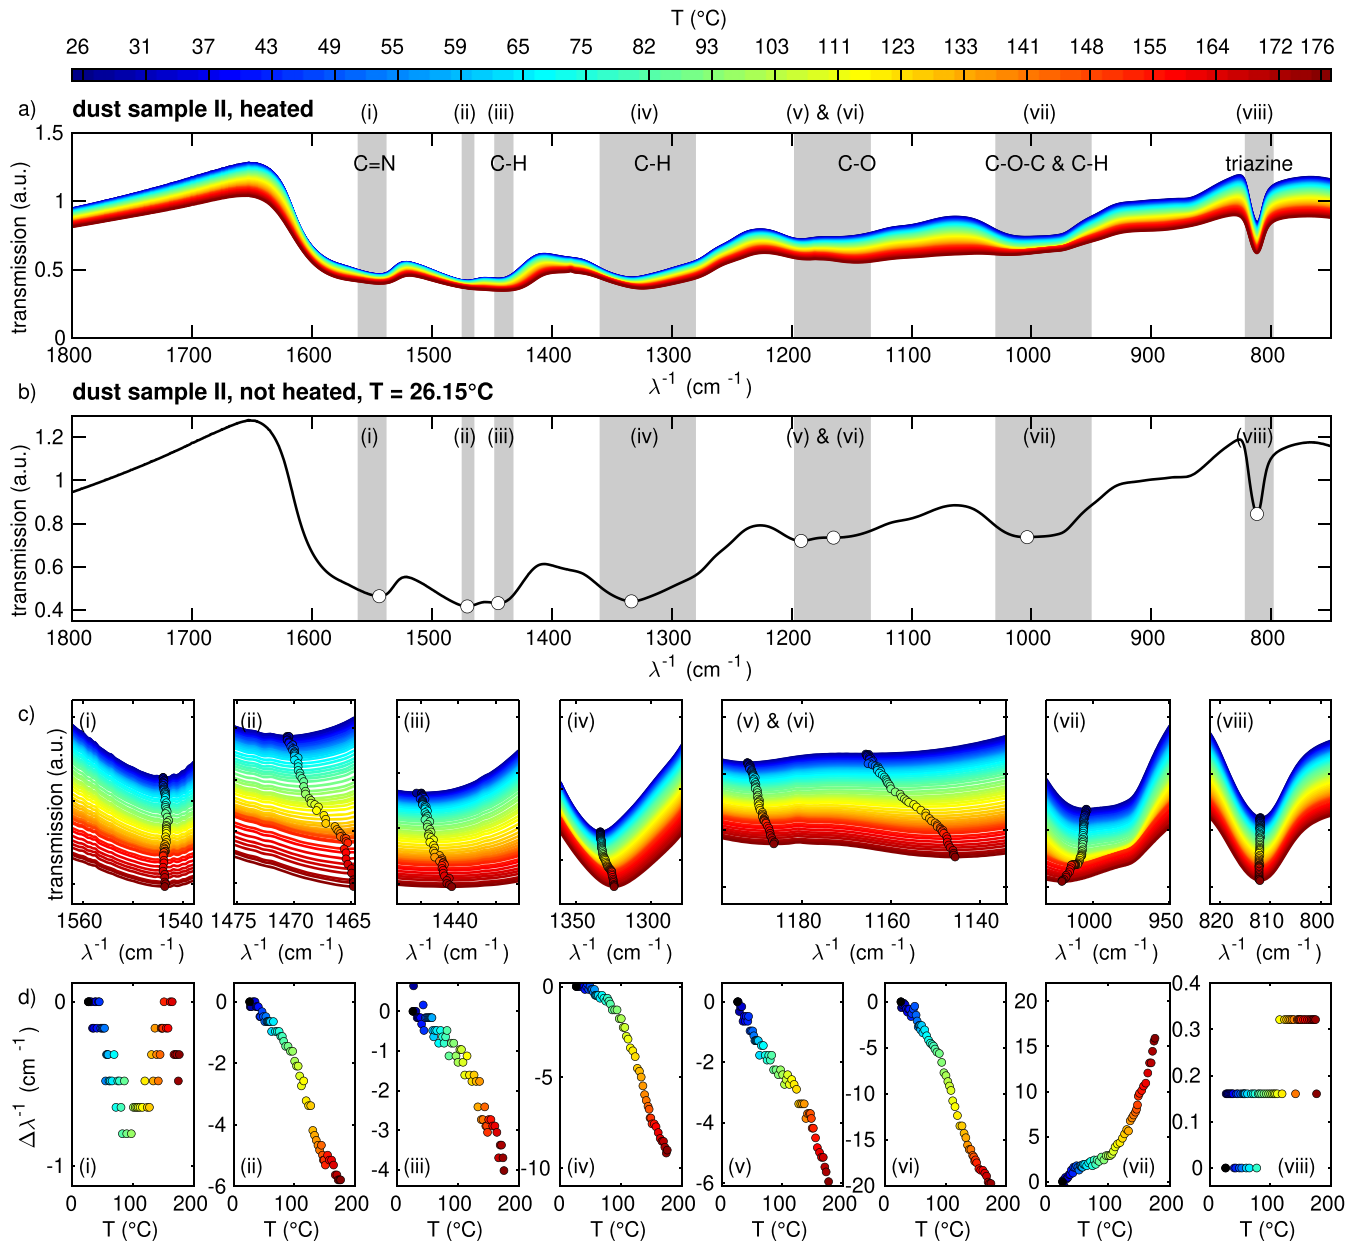 T (°C)
26 31 37 43 49 55 59 65 75 82 93 103 111 123 133 141 148 155 164 172 176
a) dust sample II, heated (i) (ii) (iii) (iv) (v) & (vi) (vii) (viii)
C=N C-H C-H C-O C-O-C & C-H triazine
transmission (a.u.)
1.5
1
0.5
0
1800 1700 1600 1500 1400 1300 1200 1100 1000 900 800
λ-1 (cm -1)
b) dust sample II, not heated, T = 26.15°C
(i) (ii) (iii) (iv) (v) & (vi) (vii) (viii)
transmission (a.u.)
1.2
1
0.8
0.6
0.4
1800 1700 1600 1500 1400 1300 1200 1100 1000 900 800
λ-1 (cm -1)
c) (i) (ii) (iii) (iv) (v) & (vi) (vii) (viii)
transmission (a.u.)
1560 1540 1475 1470 1465 1440 1360 1300 1180 1160 1140 1000 950 820 810 800
λ-1 (cm -1) λ-1 (cm -1) λ-1 (cm -1) λ-1 (cm -1) λ-1 (cm -1) λ-1 (cm -1) λ-1 (cm -1)
d)
Δλ-1 (cm -1)
0
-1
(i)
0
-2
-4
-6
(ii)
0
-1
-2
-3
-4
(iii)
0
-5
-10
(iv)
0
-2
-4
-6
(v)
0
-5
-10
-15
-20
(vi)
20
15
10
5
0
(vii)
0.4
0.3
0.2
0.1
0
(viii)
0 100 200 0 100 200 0 100 200 0 100 200 0 100 200 0 100 200 0 100 200 0 100 200
T (°C) T (°C) T (°C) T (°C) T (°C) T (°C) T (°C) T (°C)